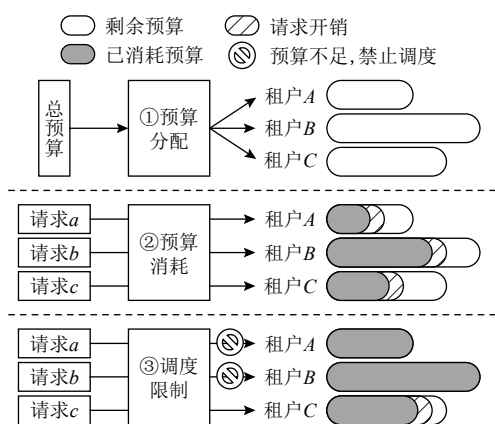 剩余预算 请求开销
已消耗预算 预算不足,禁止调度
总预算
①预算分配
租户A
租户B
租户C
请求a
请求b
请求c
②预算消耗
租户A
租户B
租户C
请求a
请求b
请求c
③调度限制
租户A
租户B
租户C